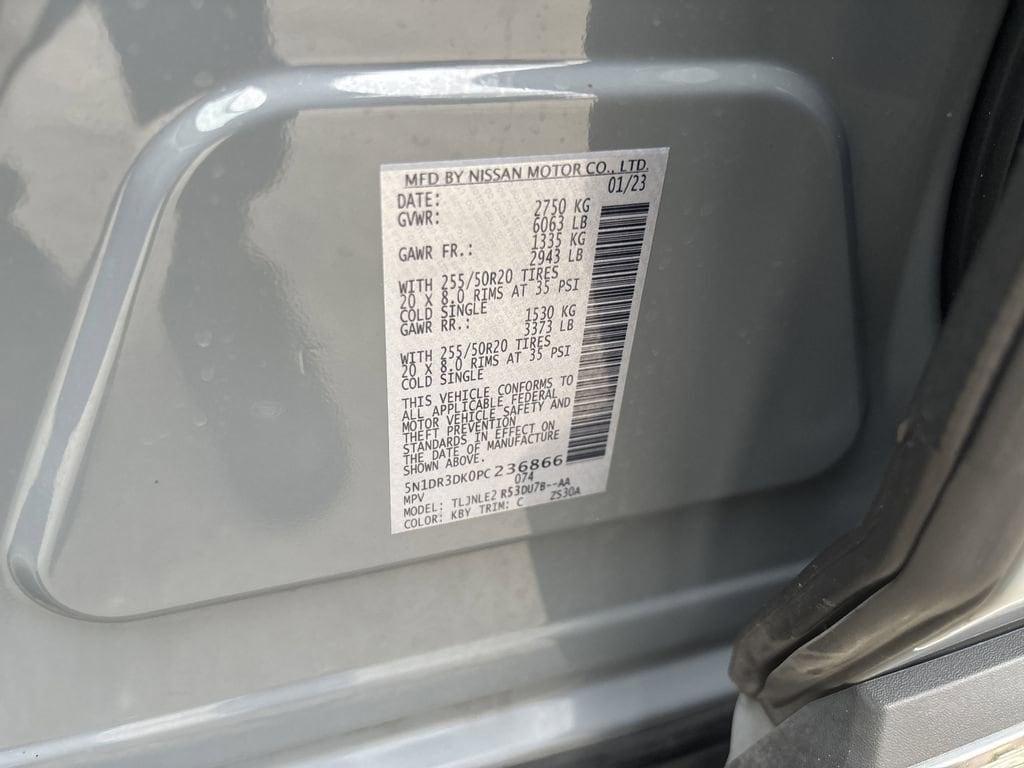 MFD BY NISSAN MOTOR CO., LTD.
DATE: 01/23
GVWR: 2750 KG
6063 LB
GAWR FR.: 1335 KG
2943 LB
WITH 255/50R20 TIRES
20 X 8.0 RIMS AT 35 PSI
COLD SINGLE
GAWR RR.: 1530 KG
3373 LB
WITH 255/50R20 TIRES
20 X 8.0 RIMS AT 35 PSI
COLD SINGLE
THIS VEHICLE CONFORMS TO
ALL APPLICABLE FEDERAL
MOTOR VEHICLE SAFETY AND
THEFT PREVENTION
STANDARDS IN EFFECT ON
THE DATE OF MANUFACTURE
SHOWN ABOVE.
5N1DR3DK0PC236866
MPV 074
MODEL: TLJNLEZ R53DU7B--AA
COLOR: KBY TRIM: C ZS30A